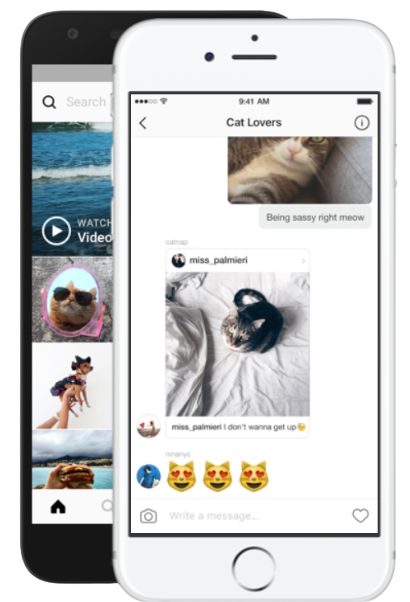 Search
WATCH
Video
9:41 AM
Cat Lovers
Being sassy right meow
catnap
miss_palmieri
miss_palmieri I don't wanna get up
ninanyc
Write a message...